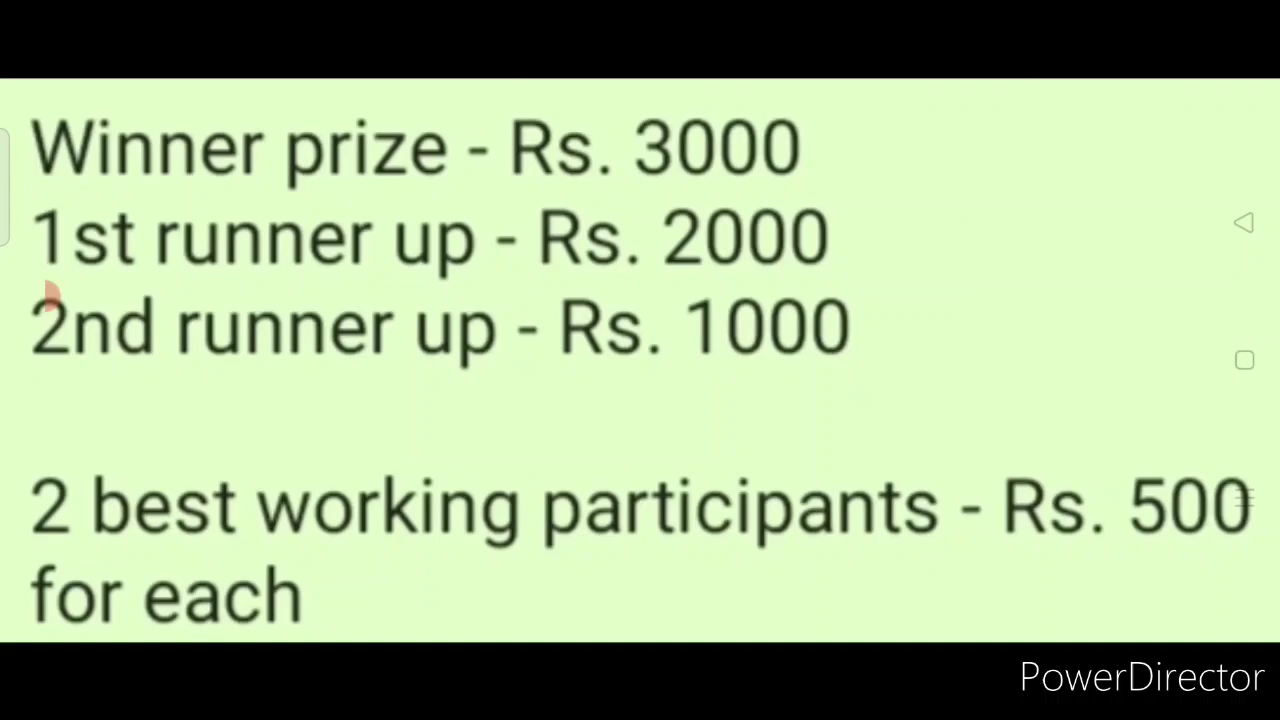 Winner prize - Rs. 3000
1st runner up - Rs. 2000
2nd runner up - Rs. 1000
2 best working participants - Rs. 500
for each
PowerDirector